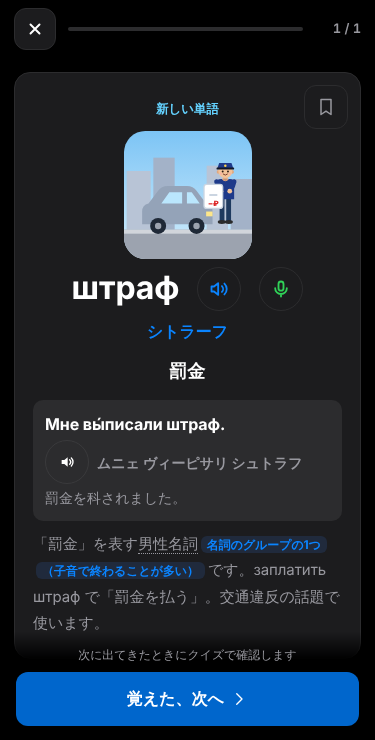 1 / 1
新しい単語
−₽
штраф
シトラーフ
罰金
Мне вы́писали штраф.
ムニェ ヴィーピサリ シュトラフ
罰金を科されました。
「罰金」を表す男性名詞 名詞のグループの1つ
（子音で終わることが多い） です。заплатить
штраф で「罰金を払う」。交通違反の話題で
使います。
次に出てきたときにクイズで確認します
覚えた、次へ